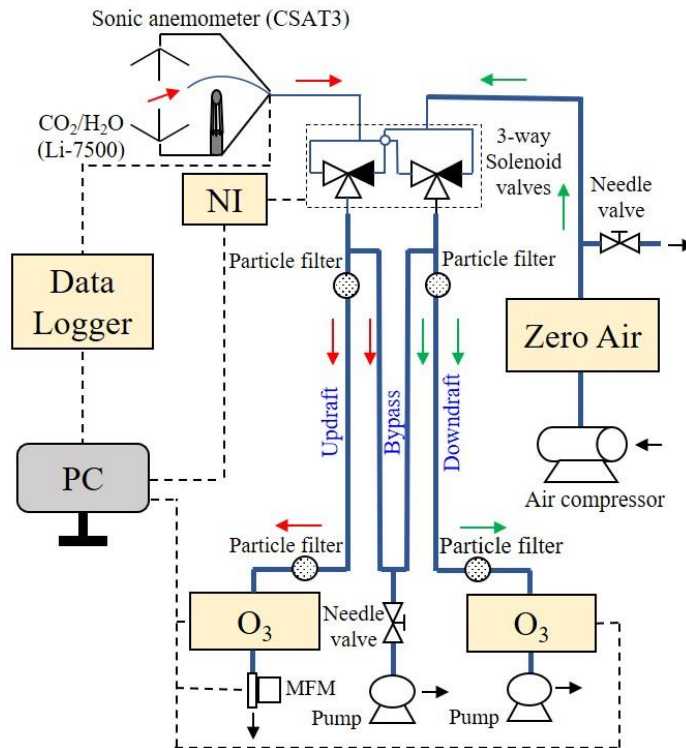 Sonic anemometer (CSAT3)
CO₂/H₂O
(Li-7500)
3-way
Solenoid
valves
Needle
valve
NI
Particle filter
Particle filter
Data
Logger
Zero Air
Updraft
Bypass
Downdraft
PC
Air compressor
Particle filter
Particle filter
O₃
Needle
valve
O₃
MFM
Pump
Pump